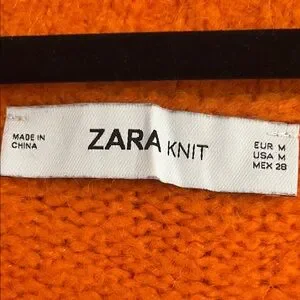 MADE IN
CHINA
ZARA KNIT
EUR M
USA M
MEX 28